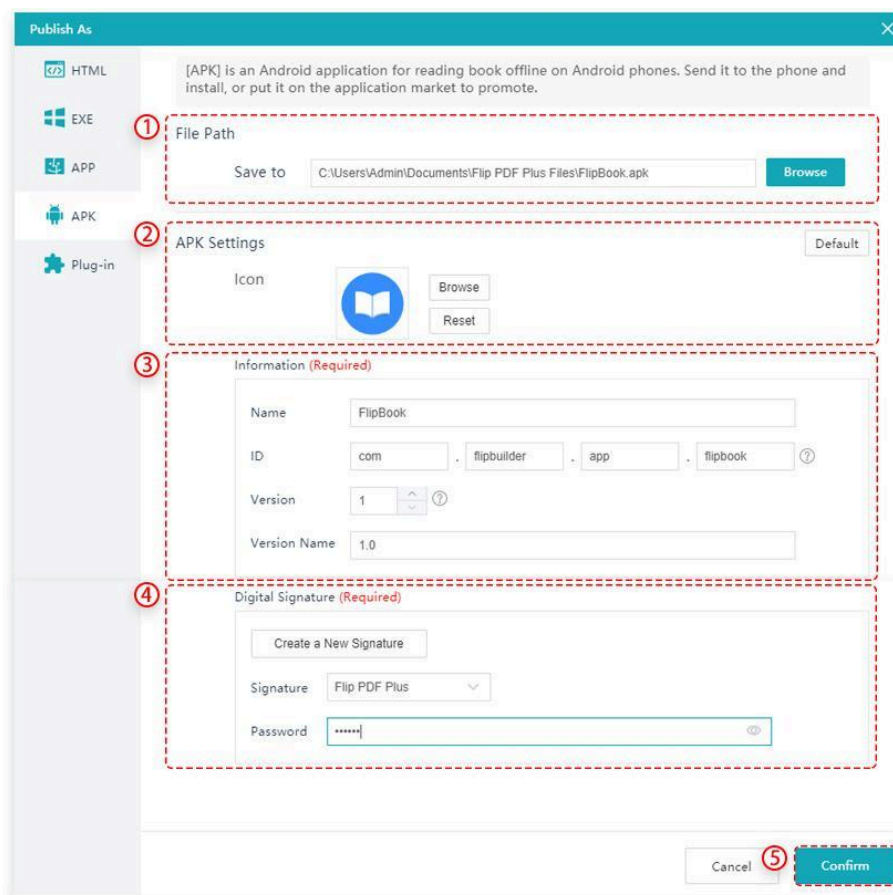 Publish As
HTML
EXE
APP
APK
Plug-in
[APK] is an Android application for reading book offline on Android phones. Send it to the phone and
install, or put it on the application market to promote.
① File Path
Save to C:\Users\Admin\Documents\Flip PDF Plus Files\FlipBook.apk Browse
② APK Settings Default
Icon Browse
Reset
③ Information (Required)
Name FlipBook
ID com . flipbuilder . app . flipbook ?
Version 1 ?
Version Name 1.0
④ Digital Signature (Required)
Create a New Signature
Signature Flip PDF Plus
Password ••••••
Cancel ⑤ Confirm